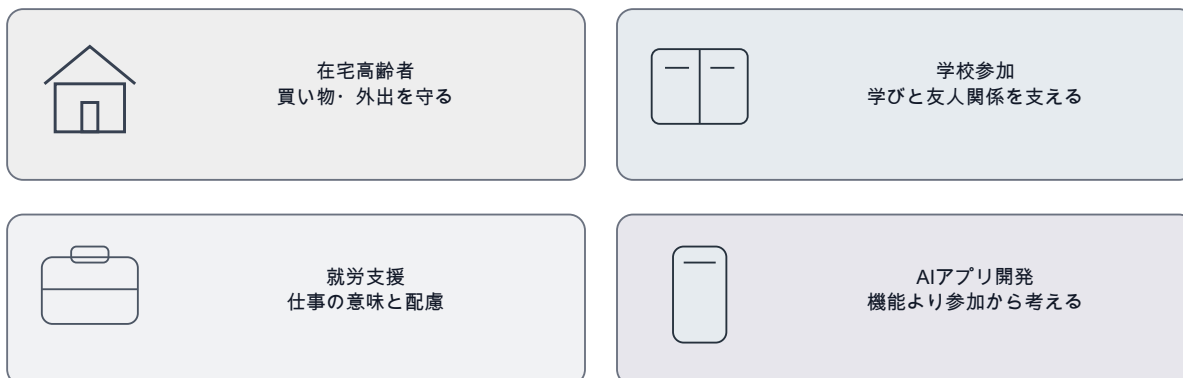 在宅高齢者
買い物・外出を守る
学校参加
学びと友人関係を支える
就労支援
仕事の意味と配慮
AIアプリ開発
機能より参加から考える